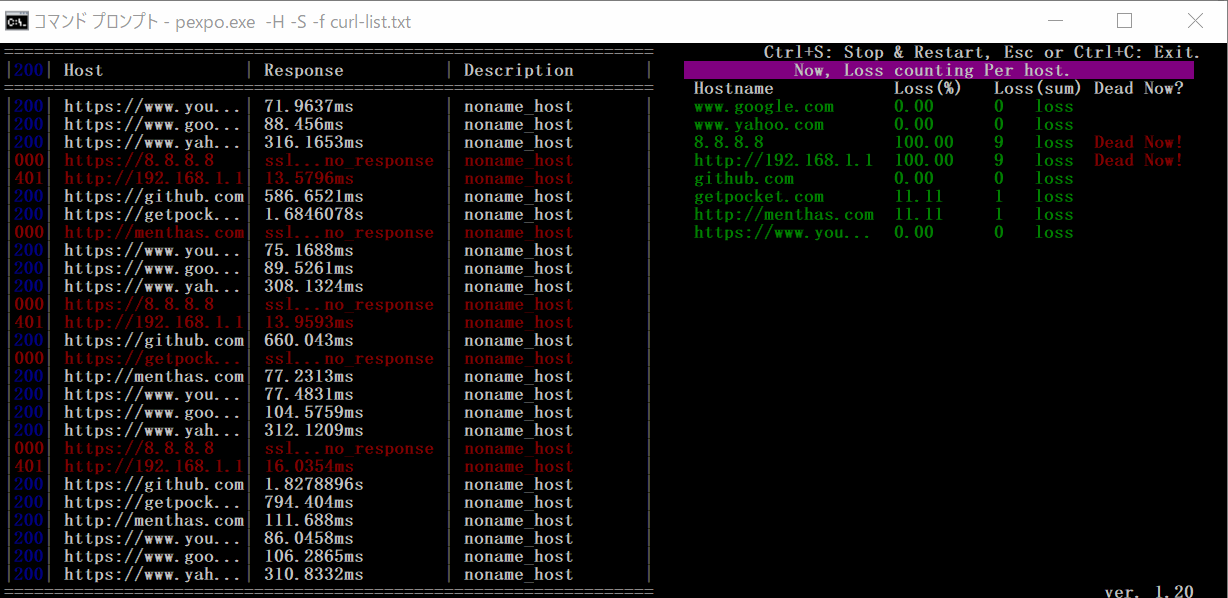 コマンド プロンプト - pexpo.exe  -H -S -f curl-list.txt
Ctrl+S: Stop & Restart, Esc or Ctrl+C: Exit.
|200| Host | Response | Description |
|200| https://www.you...| 71.9637ms | noname_host |
|200| https://www.goo...| 88.456ms | noname_host |
|200| https://www.yah...| 316.1653ms | noname_host |
|000| https://8.8.8.8 | ssl...no_response | noname_host |
|401| http://192.168.1.1| 13.5796ms | noname_host |
|200| https://github.com| 586.6521ms | noname_host |
|200| https://getpock...| 1.6846078s | noname_host |
|000| http://menthas.com| ssl...no_response | noname_host |
|200| https://www.you...| 75.1688ms | noname_host |
|200| https://www.goo...| 89.5261ms | noname_host |
|200| https://www.yah...| 308.1324ms | noname_host |
|000| https://8.8.8.8 | ssl...no_response | noname_host |
|401| http://192.168.1.1| 13.9593ms | noname_host |
|200| https://github.com| 660.043ms | noname_host |
|000| https://getpock...| ssl...no_response | noname_host |
|200| http://menthas.com| 77.2313ms | noname_host |
|200| https://www.you...| 77.4831ms | noname_host |
|200| https://www.goo...| 104.5759ms | noname_host |
|200| https://www.yah...| 312.1209ms | noname_host |
|000| https://8.8.8.8 | ssl...no_response | noname_host |
|401| http://192.168.1.1| 16.0354ms | noname_host |
|200| https://github.com| 1.8278896s | noname_host |
|200| https://getpock...| 794.404ms | noname_host |
|200| http://menthas.com| 111.688ms | noname_host |
|200| https://www.you...| 86.0458ms | noname_host |
|200| https://www.goo...| 106.2865ms | noname_host |
|200| https://www.yah...| 310.8332ms | noname_host |
Now, Loss counting Per host.
Hostname Loss(%) Loss(sum) Dead Now?
www.google.com 0.00 0 loss
www.yahoo.com 0.00 0 loss
8.8.8.8 100.00 9 loss Dead Now!
http://192.168.1.1 100.00 9 loss Dead Now!
github.com 0.00 0 loss
getpocket.com 11.11 1 loss
http://menthas.com 11.11 1 loss
https://www.you... 0.00 0 loss
ver. 1.20